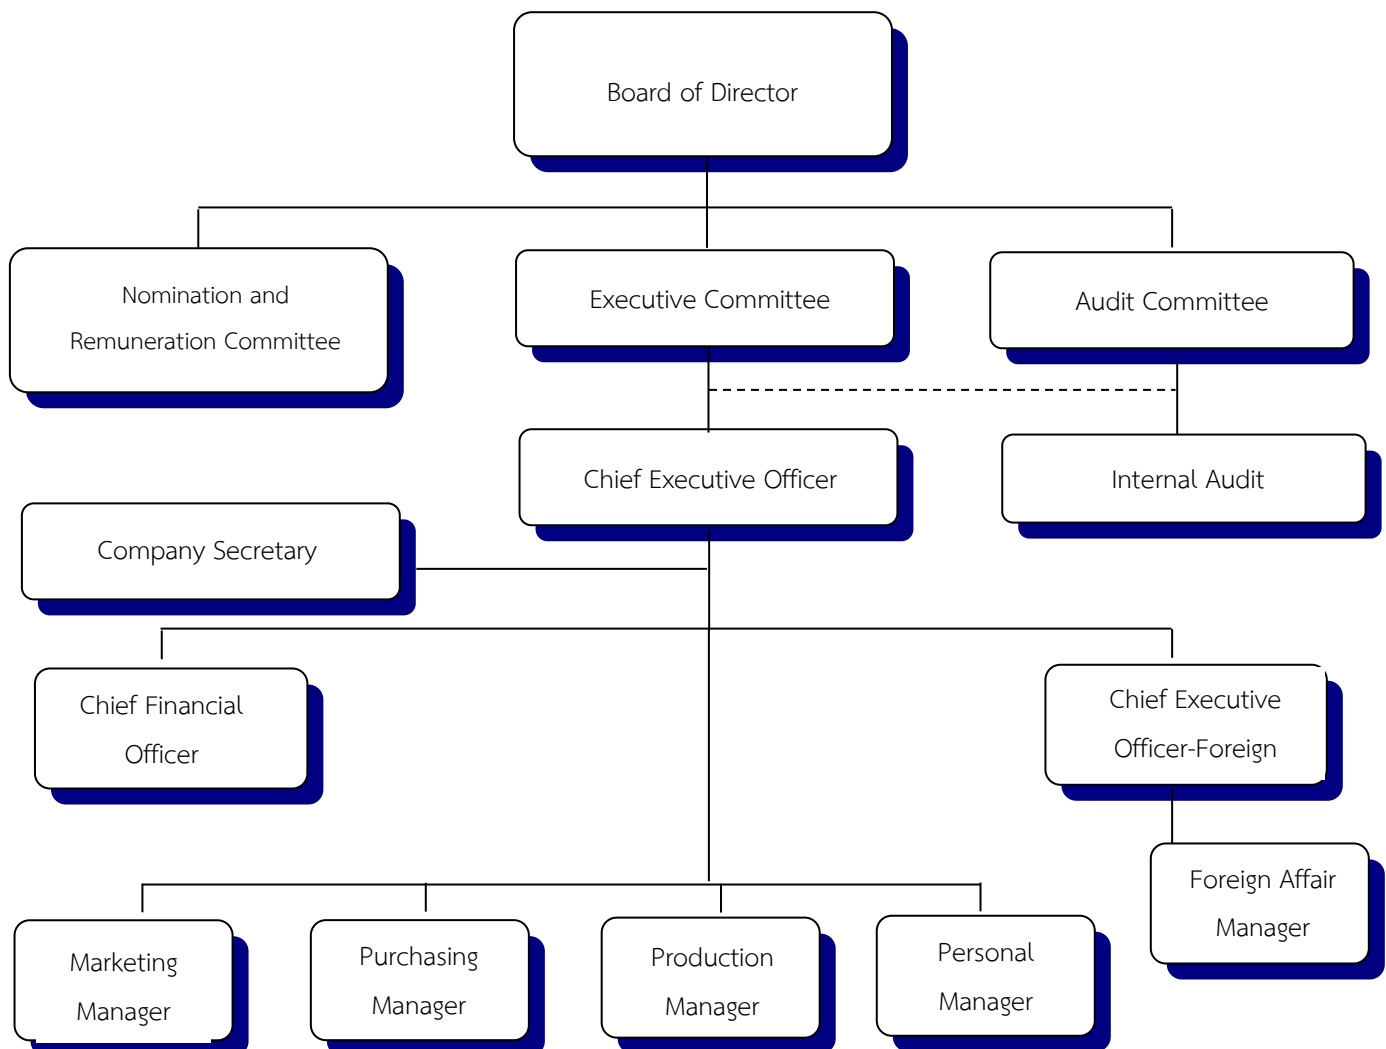 Board of Director
Nomination and
Remuneration Committee
Executive Committee
Audit Committee
Chief Executive Officer
Internal Audit
Company Secretary
Chief Financial
Officer
Chief Executive
Officer-Foreign
Foreign Affair
Manager
Marketing
Manager
Purchasing
Manager
Production
Manager
Personal
Manager